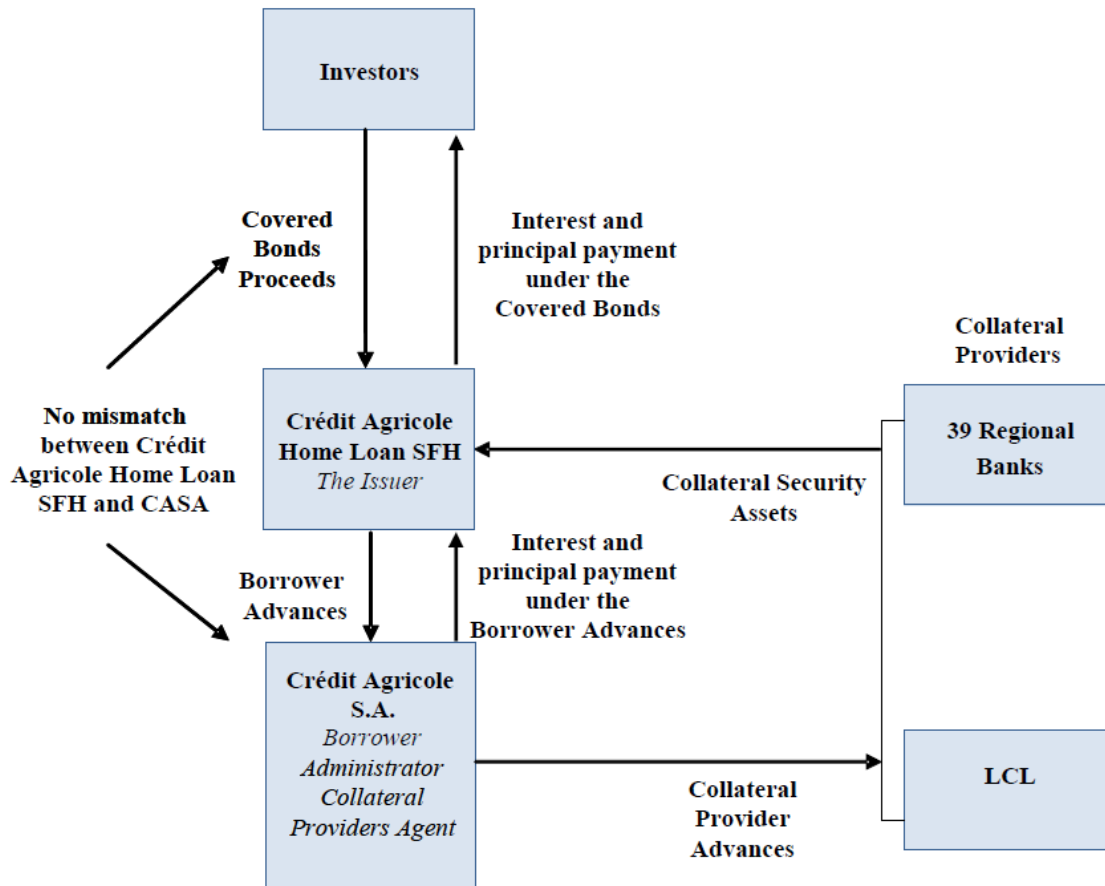 Investors
Covered
Bonds
Proceeds
Interest and
principal payment
under the
Covered Bonds
Collateral
Providers
No mismatch
between Crédit
Agricole Home Loan
SFH and CASA
Crédit Agricole
Home Loan SFH
The Issuer
39 Regional
Banks
Collateral Security
Assets
Borrower
Advances
Interest and
principal payment
under the
Borrower Advances
Crédit Agricole
S.A.
Borrower
Administrator
Collateral
Providers Agent
LCL
Collateral
Provider
Advances